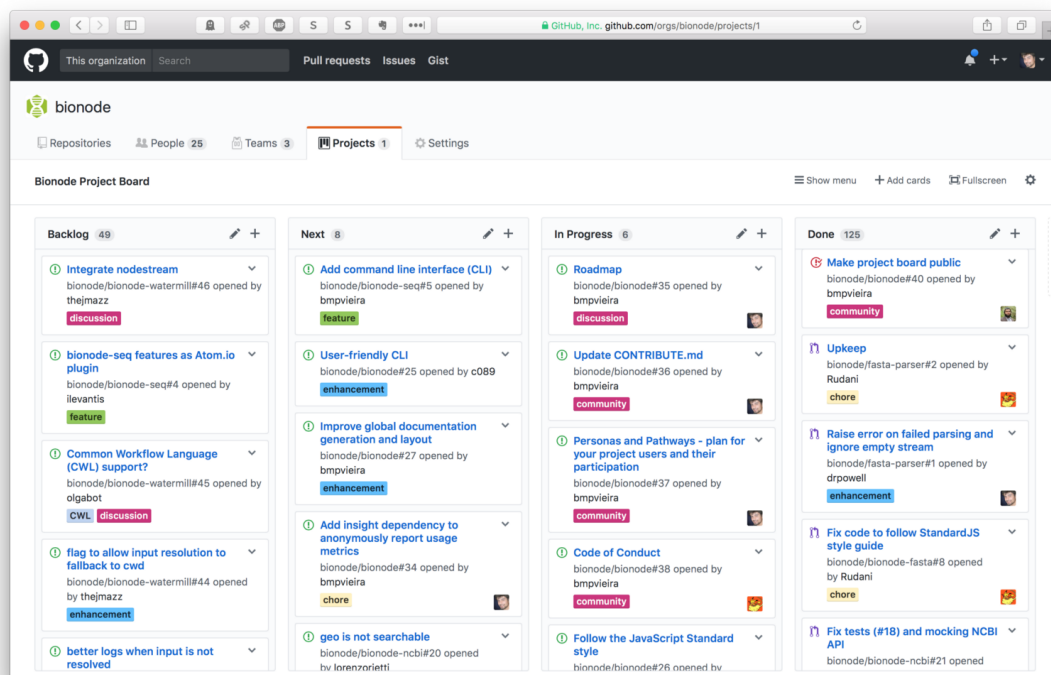 GitHub, Inc. github.com/orgs/bionode/projects/1
ABP
S
S
This organization
Search
Pull requests
Issues
Gist
bionode
Repositories
People 25
Teams 3
Projects 1
Settings
Bionode Project Board
Show menu
Add cards
Fullscreen
Backlog 49
Integrate nodestream
bionode/bionode-watermill#46 opened by
thejmazz
discussion
bionode-seq features as Atom.io
plugin
bionode/bionode-seq#4 opened by
ilevantis
feature
Common Workflow Language
(CWL) support?
bionode/bionode-watermill#45 opened by
olgabot
CWL discussion
flag to allow input resolution to
fallback to cwd
bionode/bionode-watermill#44 opened
by thejmazz
enhancement
better logs when input is not
resolved
Next 8
Add command line interface (CLI)
bionode/bionode-seq#5 opened by
bmpvieira
feature
User-friendly CLI
bionode/bionode#25 opened by c089
enhancement
Improve global documentation
generation and layout
bionode/bionode#27 opened by
bmpvieira
enhancement
Add insight dependency to
anonymously report usage
metrics
bionode/bionode#34 opened by
bmpvieira
chore
geo is not searchable
bionode/bionode-ncbi#20 opened
by lorenzorietti
In Progress 6
Roadmap
bionode/bionode#35 opened by
bmpvieira
discussion
Update CONTRIBUTE.md
bionode/bionode#36 opened by
bmpvieira
community
Personas and Pathways - plan for
your project users and their
participation
bionode/bionode#37 opened by
bmpvieira
community
Code of Conduct
bionode/bionode#38 opened by
bmpvieira
community
Follow the JavaScript Standard
style
bionode/bionode#26 opened by
Done 125
Make project board public
bionode/bionode#40 opened by
bmpvieira
community
Upkeep
bionode/fasta-parser#2 opened by
Rudani
chore
Raise error on failed parsing and
ignore empty stream
bionode/fasta-parser#1 opened by
drpowell
enhancement
Fix code to follow StandardJS
style guide
bionode/bionode-fasta#8 opened
by Rudani
chore
Fix tests (#18) and mocking NCBI
API
bionode/bionode-ncbi#21 opened